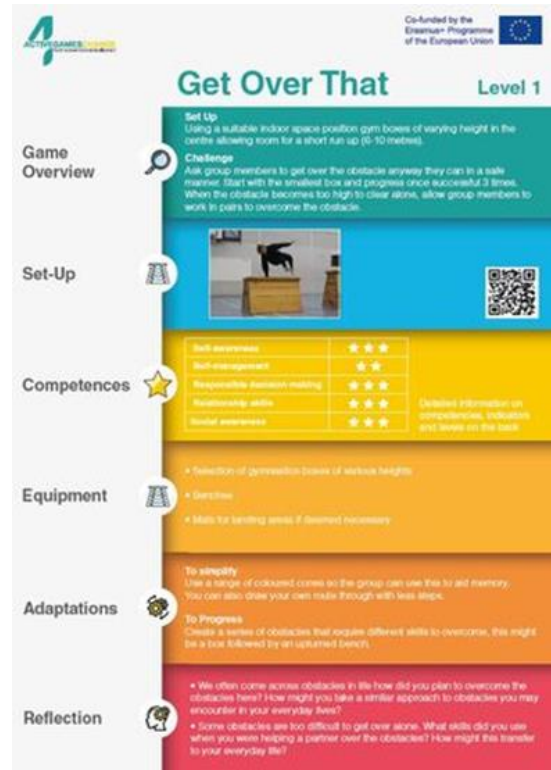 4
ACTIVEGAMES4CHANGE
Co-funded by the
Erasmus+ Programme
of the European Union
Get Over That
Level 1
Game
Overview
Set Up
Using a suitable indoor space position gym boxes of varying height in the
centre allowing room for a short run up (6-10 metres).
Challenge
Ask group members to get over the obstacle anyway they can in a safe
manner. Start with the smallest box and progress once successful 3 times.
When the obstacle becomes too high to clear alone, allow group members to
work in pairs to overcome the obstacle.
Set-Up
Competences
Self-awareness
Self-management
Responsible decision making
Relationship skills
Social awareness
Detailed information on
competencies, indicators
and levels on the back
Equipment
• Selection of gymnastics boxes of various heights
• Benches
• Mats for landing areas if deemed necessary
Adaptations
To simplify
Use a range of coloured cones so the group can use this to aid memory.
You can also draw your own route through with less steps.
To Progress
Create a series of obstacles that require different skills to overcome, this might
be a box followed by an upturned bench.
Reflection
• We often come across obstacles in life how did you plan to overcome the
obstacles here? How might you take a similar approach to obstacles you may
encounter in your everyday lives?
• Some obstacles are too difficult to get over alone. What skills did you use
when you were helping a partner over the obstacles? How might this transfer
to your everyday life?